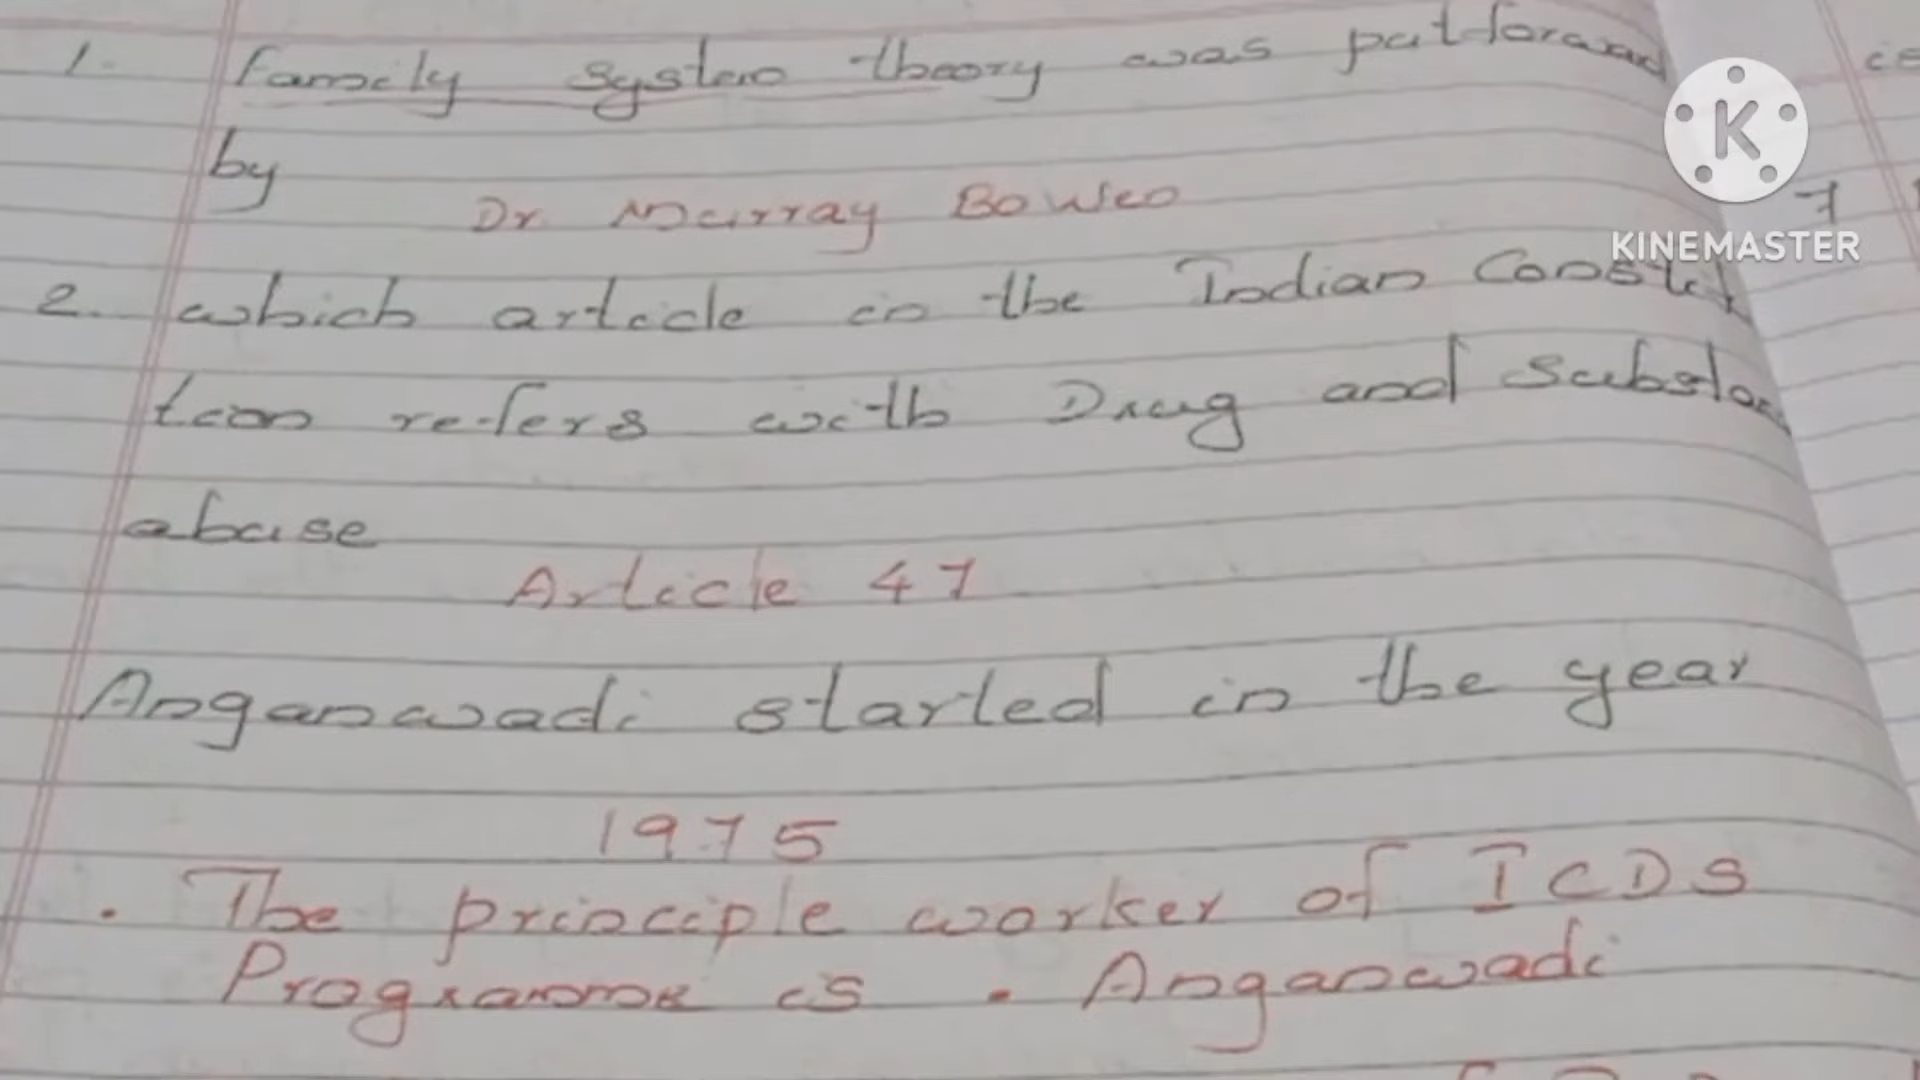 1. Family system theory was put forward
by
Dr. Murray Bowen
2. which article in the Indian Constitu
tion refers with Drug and Substan
abuse
Article 47
Anganwadi started in the year
1975
. The principle worker of ICDS
Programme is . Anganwadi
KINEMASTER